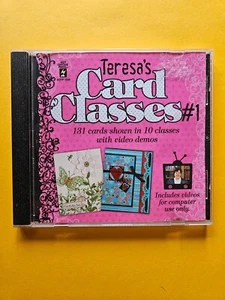 Teresa's
Card
Classes #1
131 cards shown in 10 classes
with video demos
Includes videos
for computer
use only.